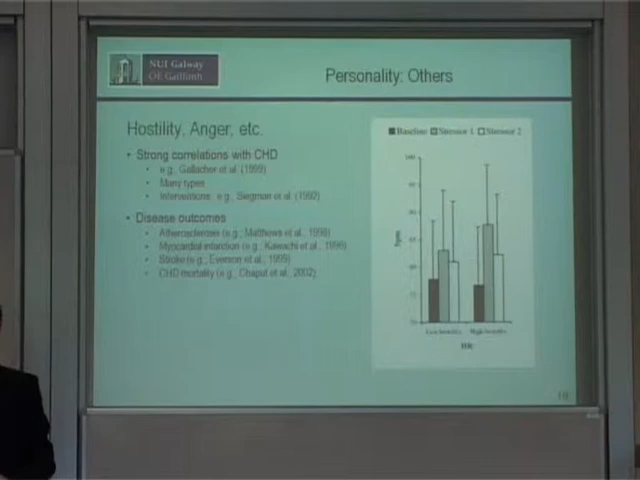 NUI Galway
OÉ Gaillimh
Personality: Others
Hostility, Anger, etc.
• Strong correlations with CHD
• e.g., Gallacher et al. (1999)
• Many types
• Interventions: e.g., Siegman et al. (1992)
• Disease outcomes
• Atherosclerosis (e.g., Matthews et al., 1998)
• Myocardial infarction (e.g., Kawachi et al., 1996)
• Stroke (e.g., Everson et al., 1999)
• CHD mortality (e.g., Chaput et al., 2002)
Baseline Stressor 1 Stressor 2
100
Low hostility High hostility